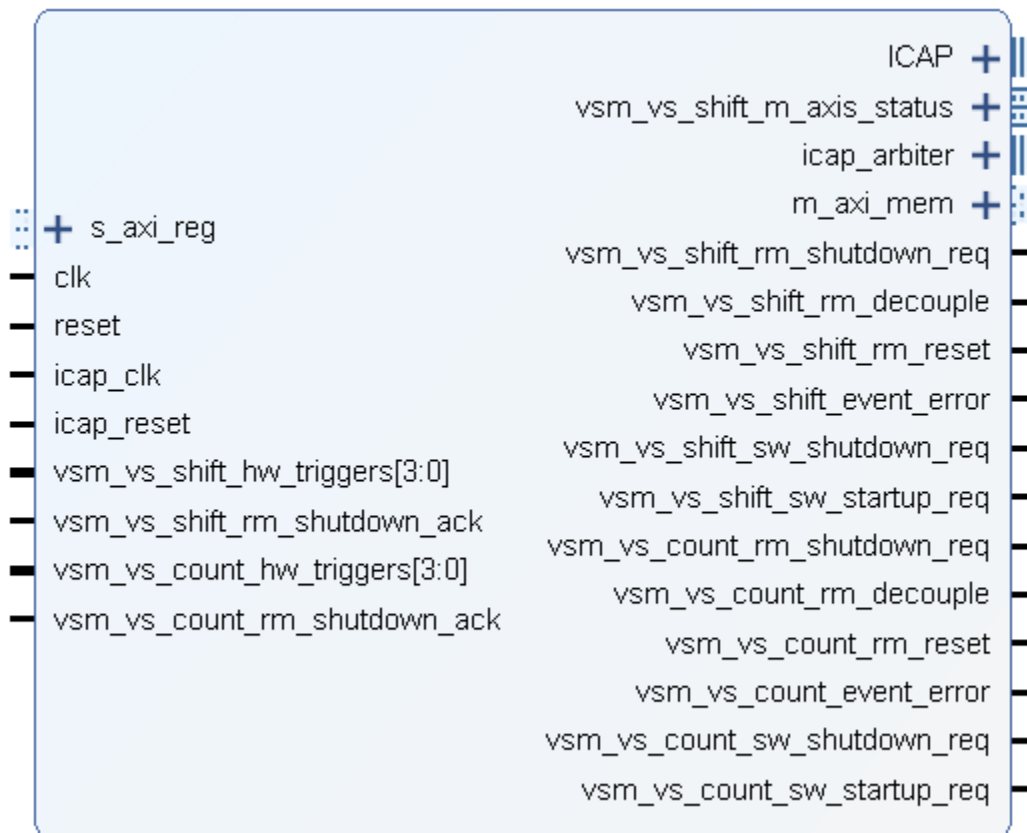 ICAP
vsm_vs_shift_m_axis_status
icap_arbiter
m_axi_mem
s_axi_reg
clk
reset
icap_clk
icap_reset
vsm_vs_shift_hw_triggers[3:0]
vsm_vs_shift_rm_shutdown_ack
vsm_vs_count_hw_triggers[3:0]
vsm_vs_count_rm_shutdown_ack
vsm_vs_shift_rm_shutdown_req
vsm_vs_shift_rm_decouple
vsm_vs_shift_rm_reset
vsm_vs_shift_event_error
vsm_vs_shift_sw_shutdown_req
vsm_vs_shift_sw_startup_req
vsm_vs_count_rm_shutdown_req
vsm_vs_count_rm_decouple
vsm_vs_count_rm_reset
vsm_vs_count_event_error
vsm_vs_count_sw_shutdown_req
vsm_vs_count_sw_startup_req